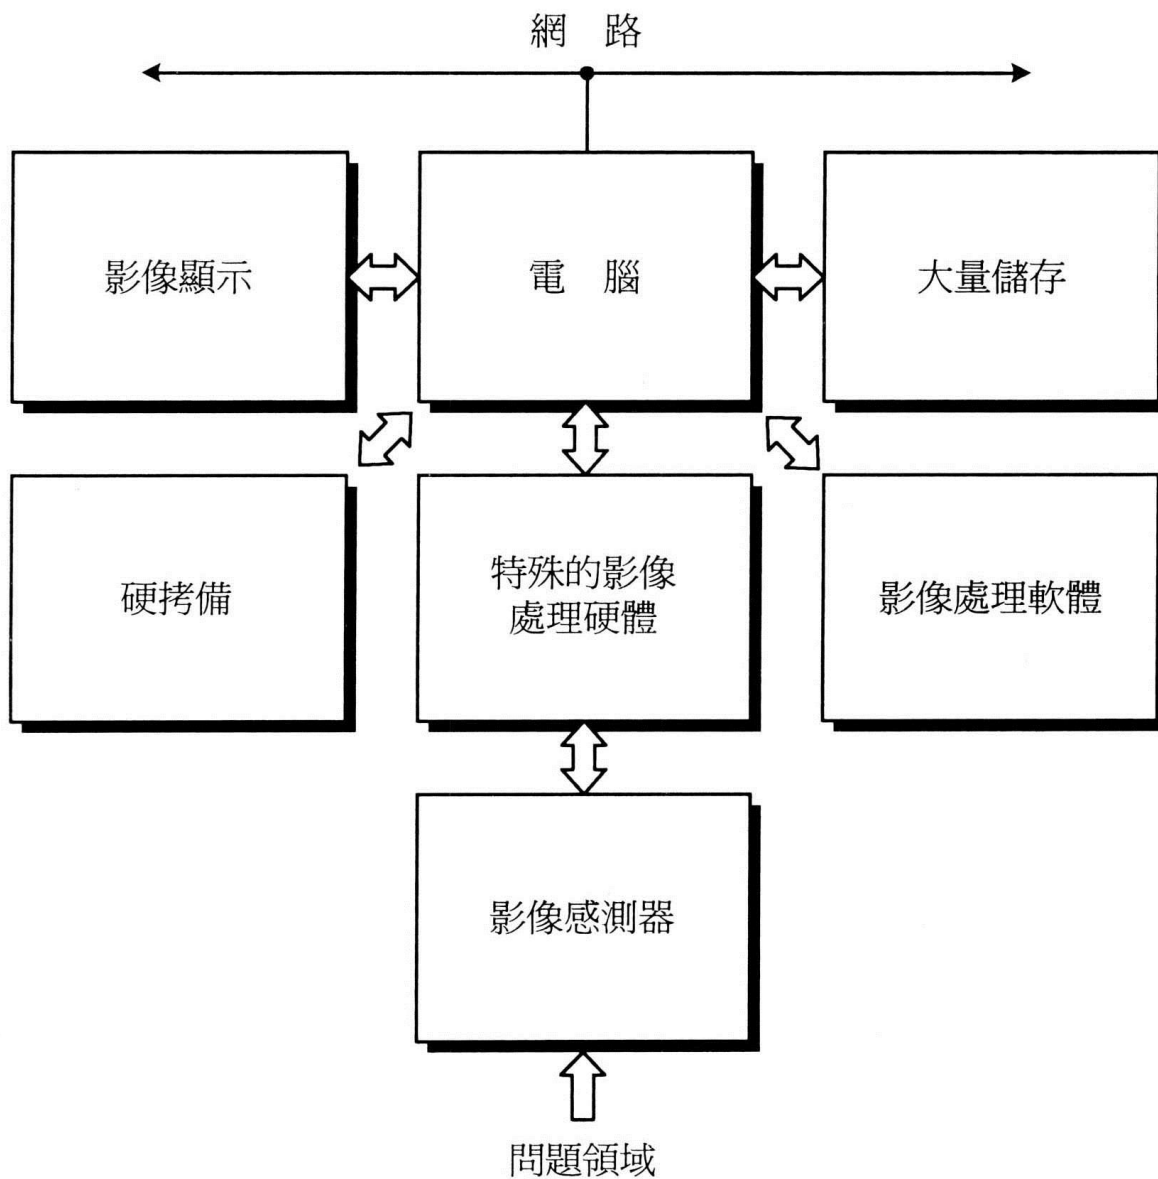 網 路
影像顯示
電 腦
大量儲存
硬拷備
特殊的影像
處理硬體
影像處理軟體
影像感測器
問題領域